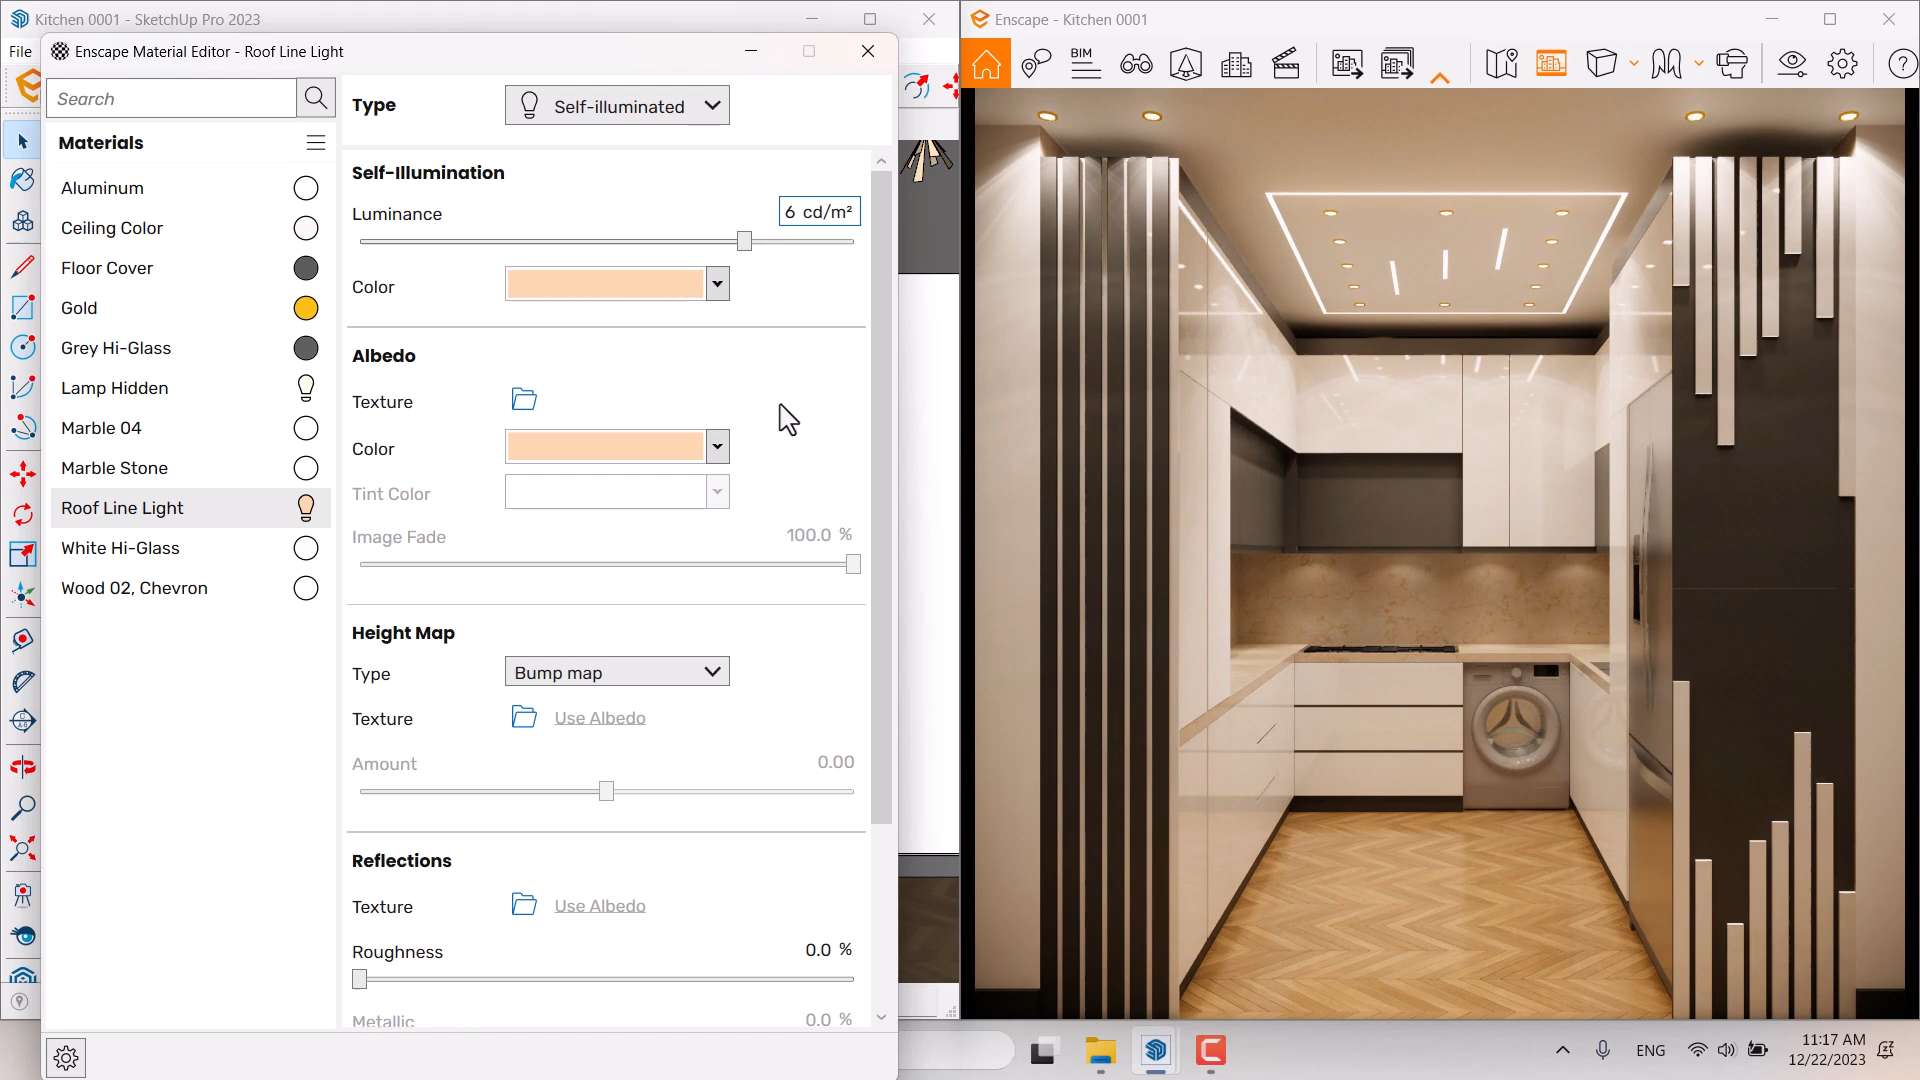 Kitchen 0001 - SketchUp Pro 2023
File
Enscape Material Editor - Roof Line Light
Search
Materials
Aluminum
Ceiling Color
Floor Cover
Gold
Grey Hi-Glass
Lamp Hidden
Marble 04
Marble Stone
Roof Line Light
White Hi-Glass
Wood 02, Chevron
Type
Self-illuminated
Self-Illumination
Luminance
6 cd/m²
Color
Albedo
Texture
Color
Tint Color
Image Fade
100.0 %
Height Map
Type
Bump map
Texture
Use Albedo
Amount
0.00
Reflections
Texture
Use Albedo
Roughness
0.0 %
Metallic
0.0 %
Enscape - Kitchen 0001
BIM
ENG
11:17 AM
12/22/2023